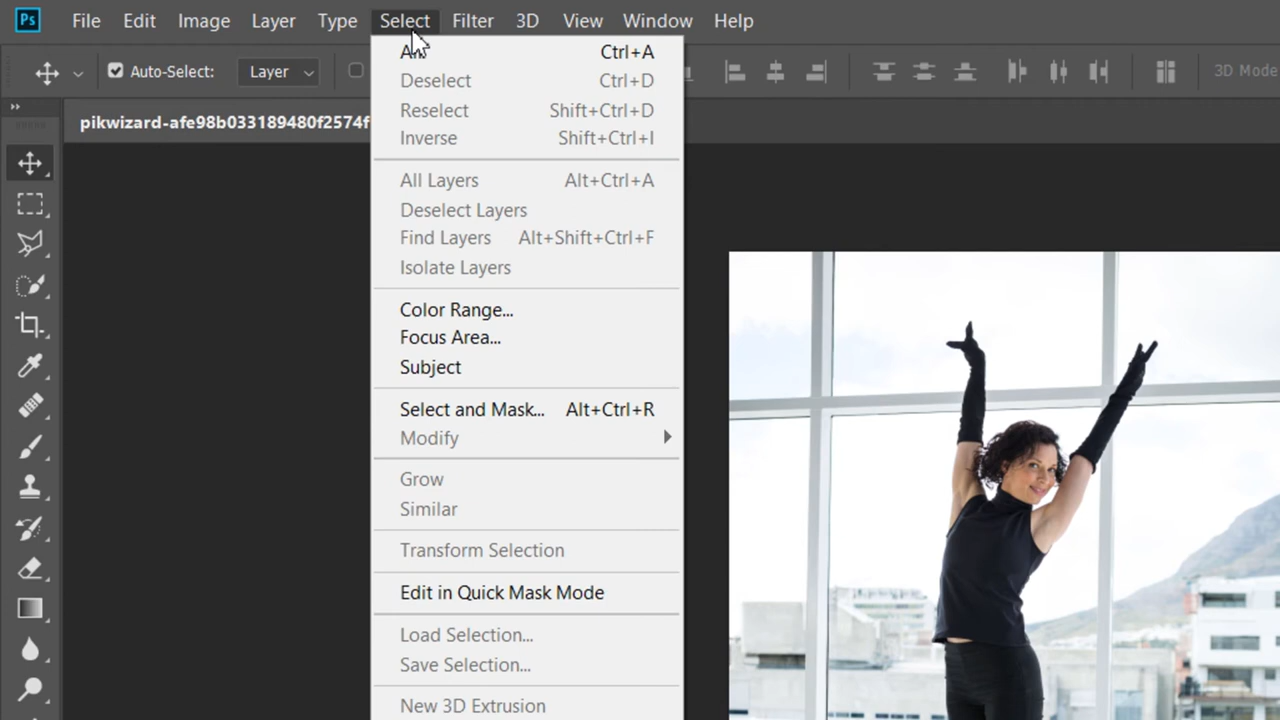 Ps File Edit Image Layer Type Select Filter 3D View Window Help
Auto-Select: Layer 3D Mode
pikwizard-afe98b033189480f2574f
Ctrl+A
Deselect Ctrl+D
Reselect Shift+Ctrl+D
Inverse Shift+Ctrl+I
All Layers Alt+Ctrl+A
Deselect Layers
Find Layers Alt+Shift+Ctrl+F
Isolate Layers
Color Range...
Focus Area...
Subject
Select and Mask... Alt+Ctrl+R
Modify
Grow
Similar
Transform Selection
Edit in Quick Mask Mode
Load Selection...
Save Selection...
New 3D Extrusion